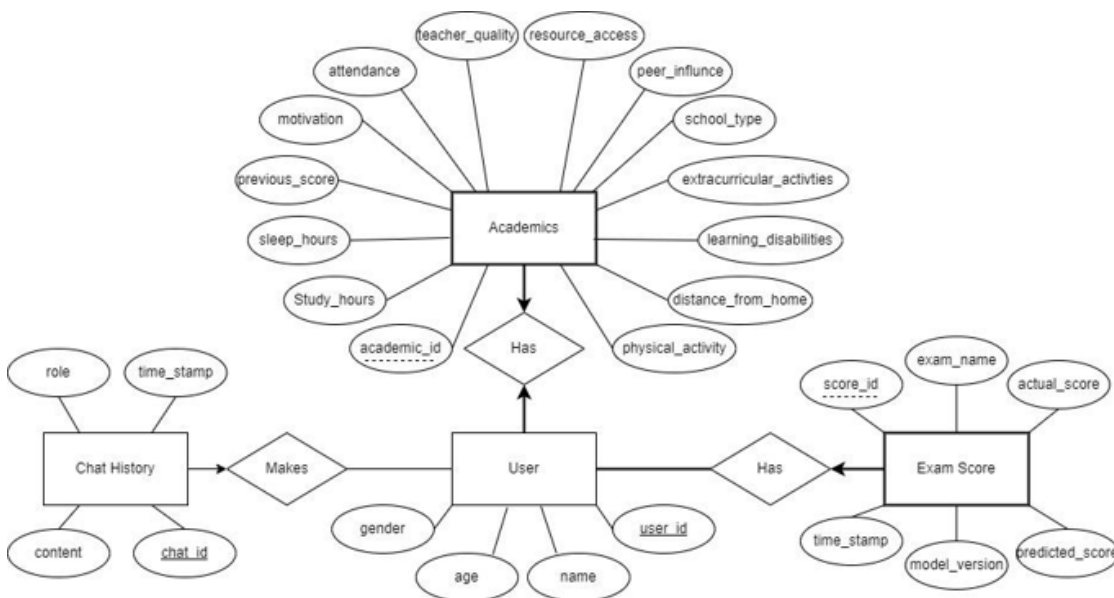 teacher_quality
resource_access
attendance
peer_influnce
motivation
school_type
previous_score
extracurricular_activties
Academics
sleep_hours
learning_disabilities
Study_hours
distance_from_home
academic_id
Has
physical_activity
role
time_stamp
score_id
exam_name
actual_score
Chat History
Makes
User
Has
Exam Score
content
chat_id
gender
user_id
age
name
time_stamp
model_version
predicted_score